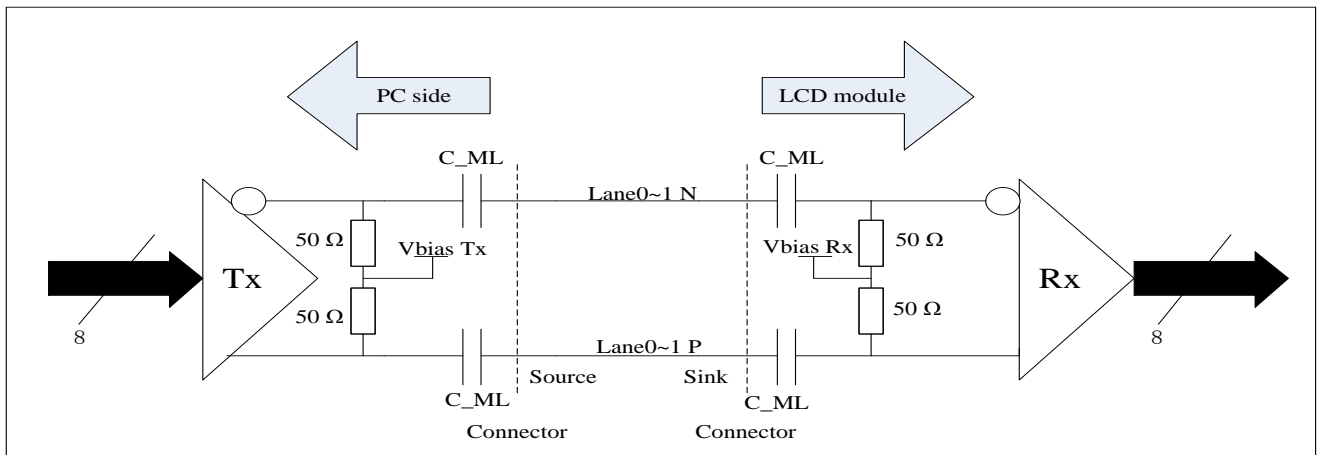 PC side
LCD module
C_ML
C_ML
Lane0~1 N
50 Ω
Vbias Tx
Vbias Rx
50 Ω
Tx
Rx
50 Ω
50 Ω
8
8
Lane0~1 P
Source
Sink
C_ML
C_ML
Connector
Connector